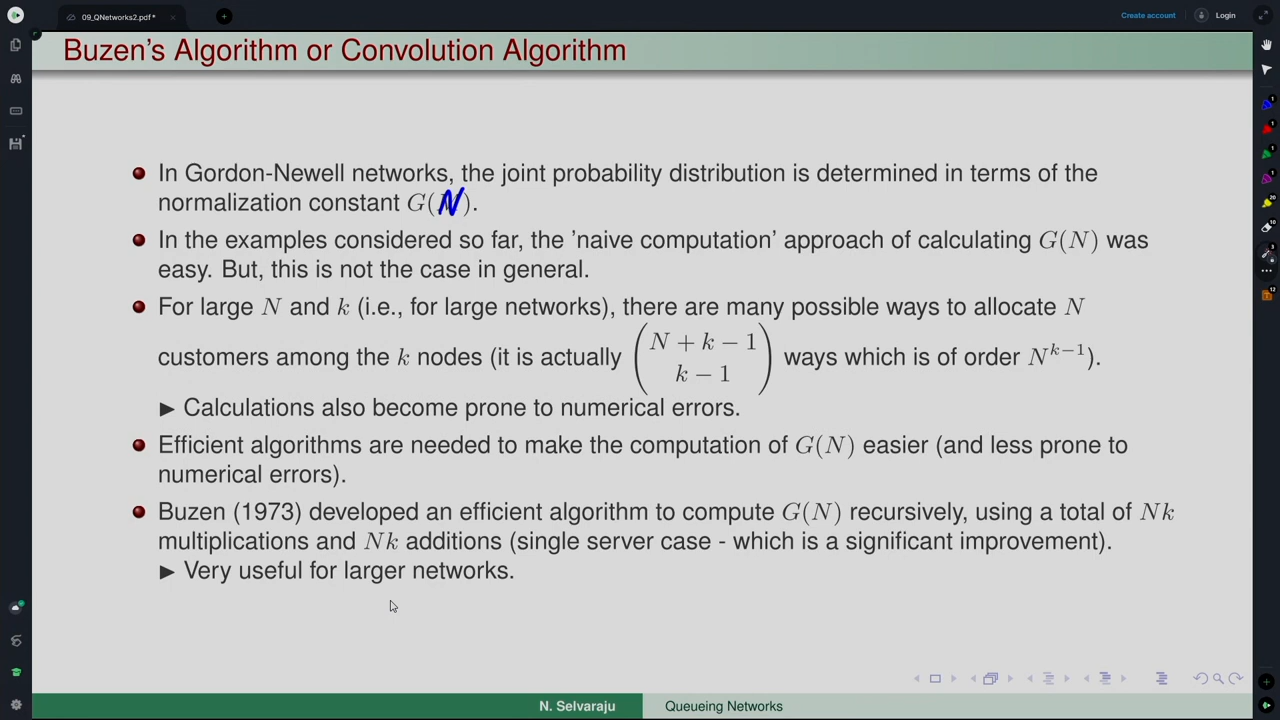 09_QNetworks2.pdf*
Create account
Login
Buzen's Algorithm or Convolution Algorithm
In Gordon-Newell networks, the joint probability distribution is determined in terms of the
normalization constant G(N).
In the examples considered so far, the 'naive computation' approach of calculating G(N) was
easy. But, this is not the case in general.
For large N and k (i.e., for large networks), there are many possible ways to allocate N
customers among the k nodes (it is actually (N + k − 1 k − 1) ways which is of order N^{k−1}).
▶ Calculations also become prone to numerical errors.
Efficient algorithms are needed to make the computation of G(N) easier (and less prone to
numerical errors).
Buzen (1973) developed an efficient algorithm to compute G(N) recursively, using a total of Nk
multiplications and Nk additions (single server case - which is a significant improvement).
▶ Very useful for larger networks.
N. Selvaraju
Queueing Networks